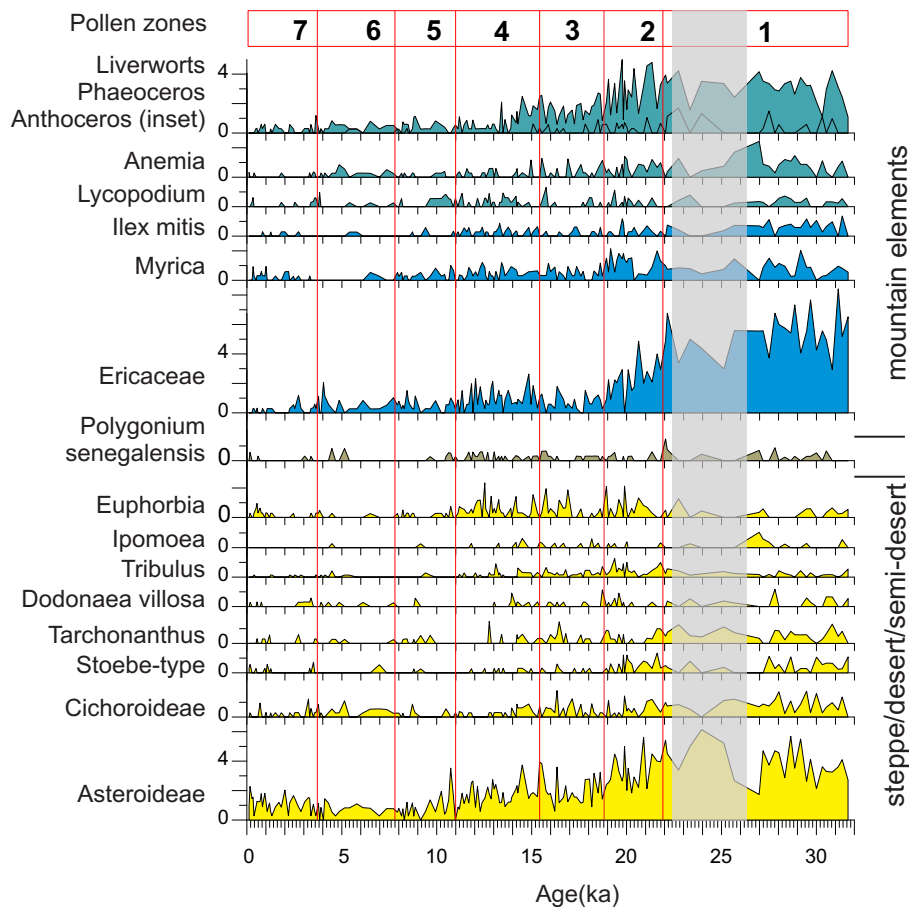 Pollen zones 7 6 5 4 3 2 1
Liverworts
4
Phaeoceros
Anthoceros (inset)
0
Anemia
0
Lycopodium
0
Ilex mitis
0
Myrica
0
4
Ericaceae
0
Polygonium
senegalensis
0
Euphorbia
0
Ipomoea
0
Tribulus
0
Dodonaea villosa
0
Tarchonanthus
0
Stoebe-type
0
Cichoroideae
0
4
Asteroideae
0
0 5 10 15 20 25 30
Age(ka)
mountain elements
steppe/desert/semi-desert